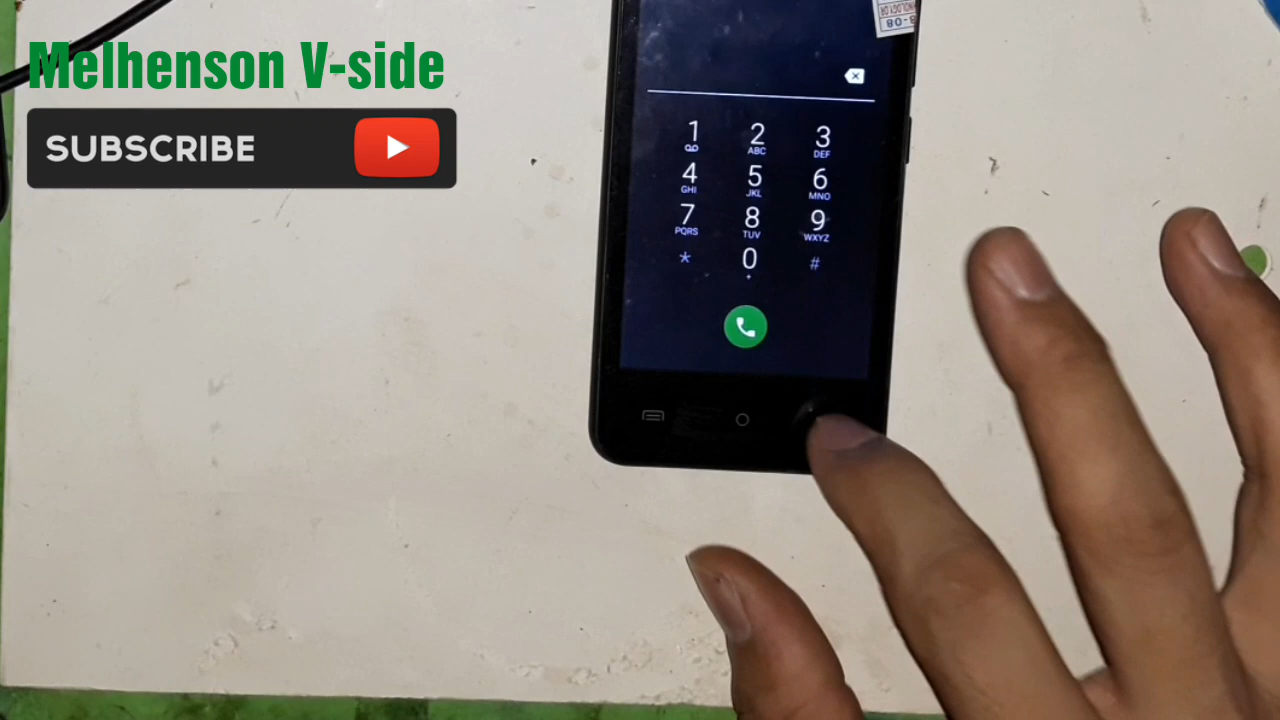 Melhenson V-side
SUBSCRIBE
1 2 3
ABC DEF
4 5 6
GHI JKL MNO
7 8 9
PQRS TUV WXYZ
* 0 #
+